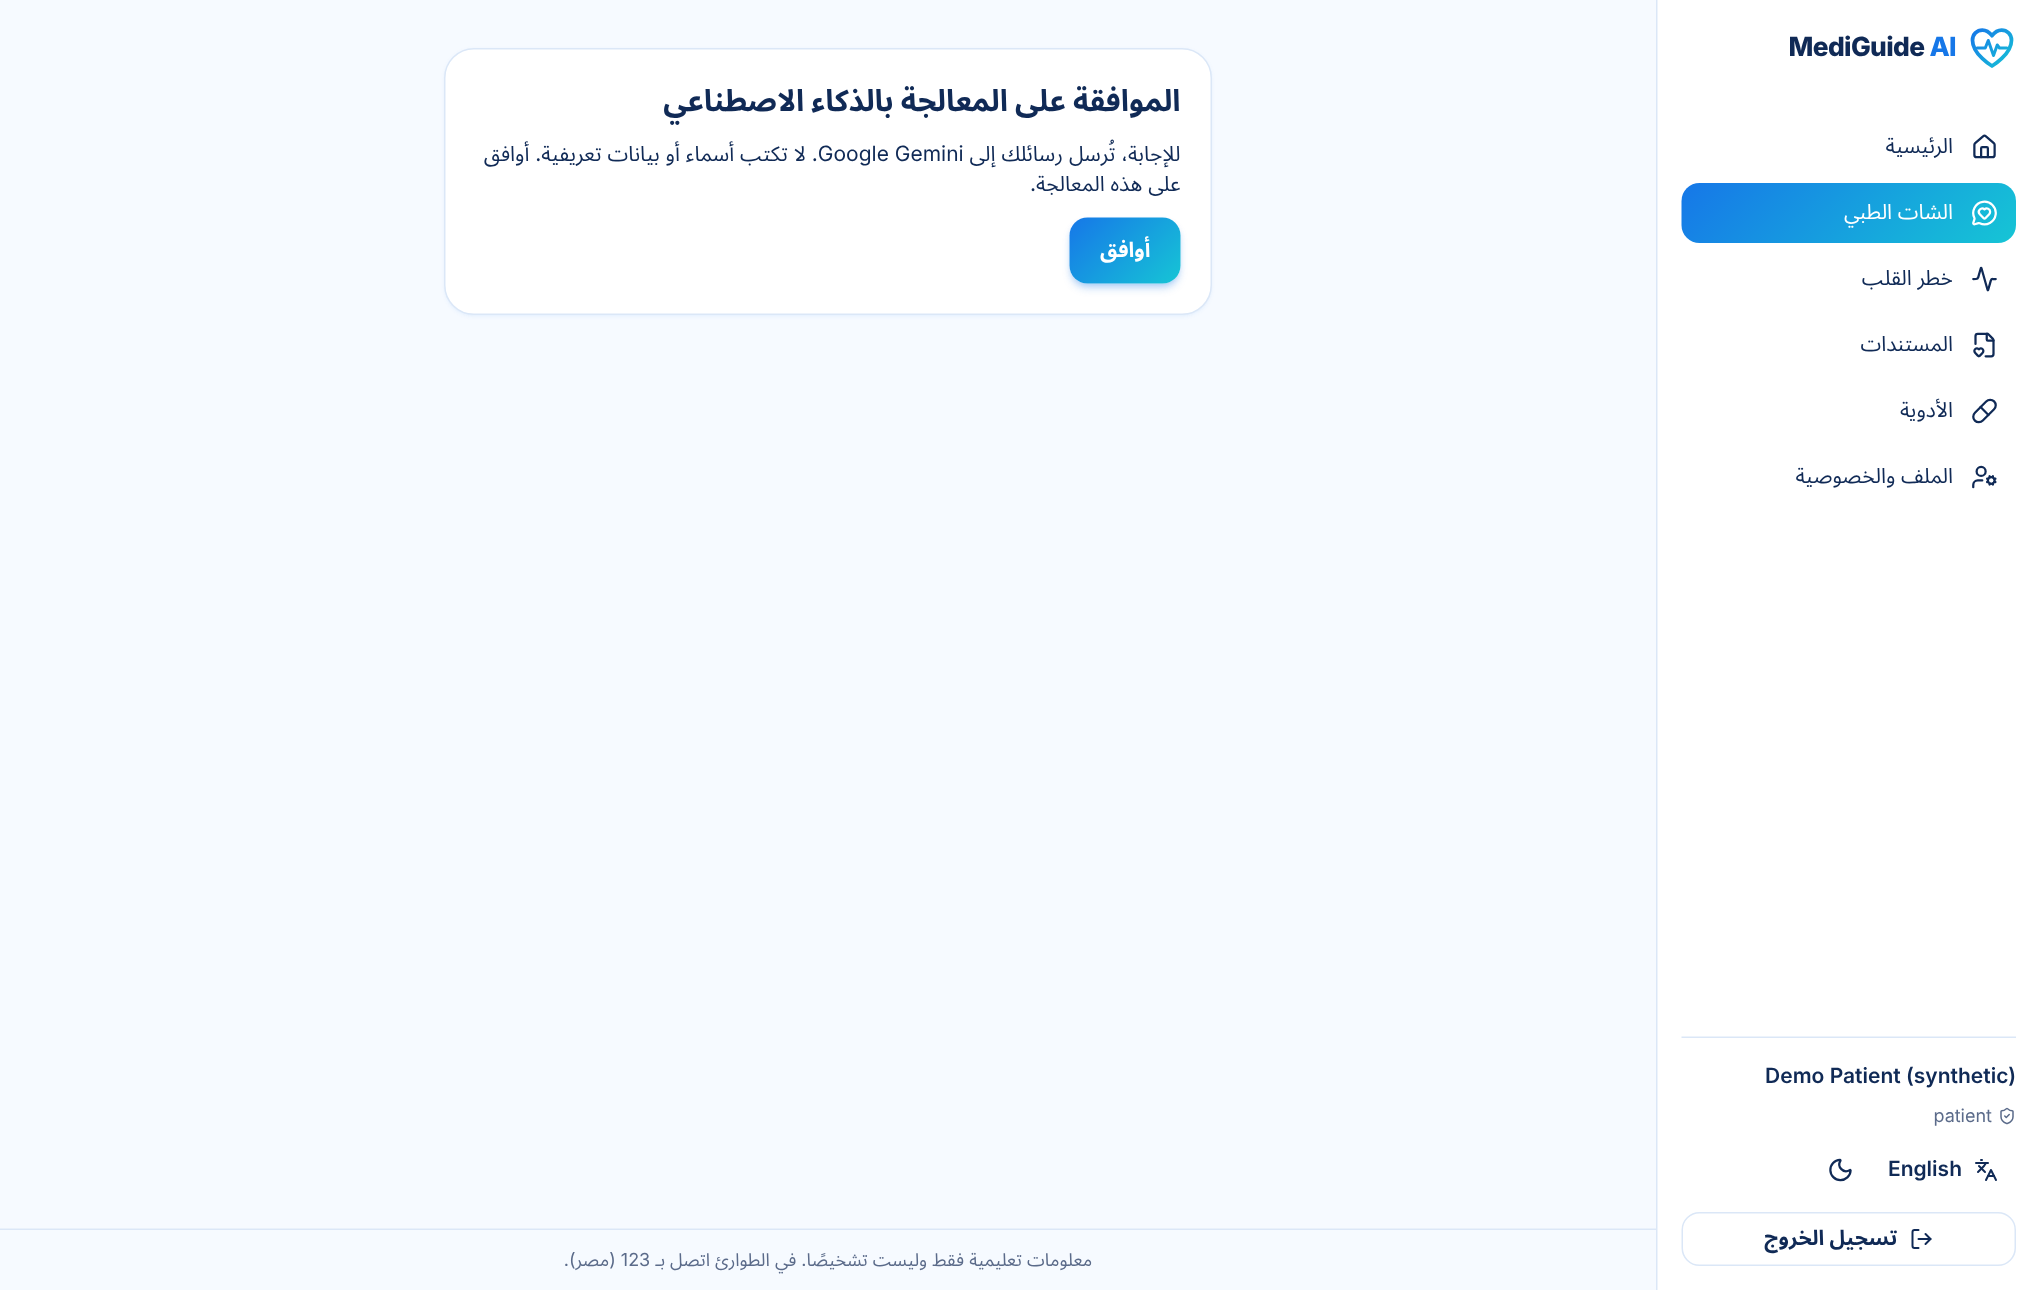 MediGuide AI
الرئيسية
الشات الطبي
خطر القلب
المستندات
الأدوية
الملف والخصوصية
Demo Patient (synthetic)
patient
English
تسجيل الخروج
الموافقة على المعالجة بالذكاء الاصطناعي
للإجابة، تُرسل رسائلك إلى Google Gemini. لا تكتب أسماء أو بيانات تعريفية. أوافق
على هذه المعالجة.
أوافق
معلومات تعليمية فقط وليست تشخيصًا. في الطوارئ اتصل بـ 123 (مصر).